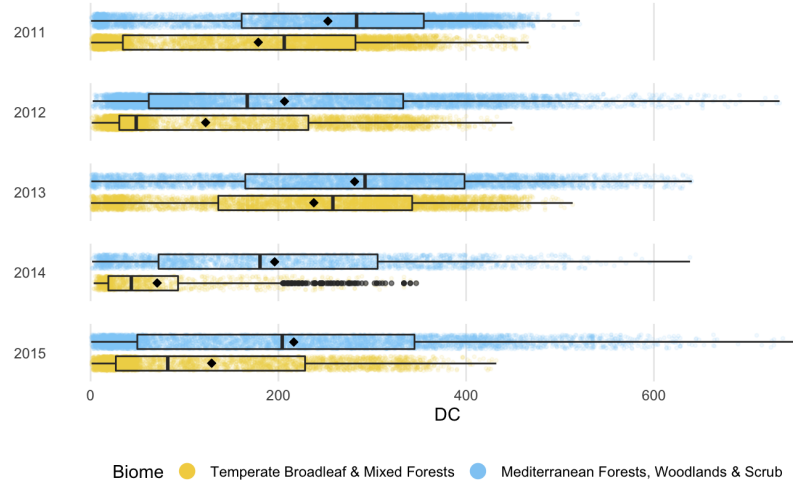 2011
2012
2013
2014
2015
0 200 400 600
DC
Biome Temperate Broadleaf & Mixed Forests Mediterranean Forests, Woodlands & Scrub